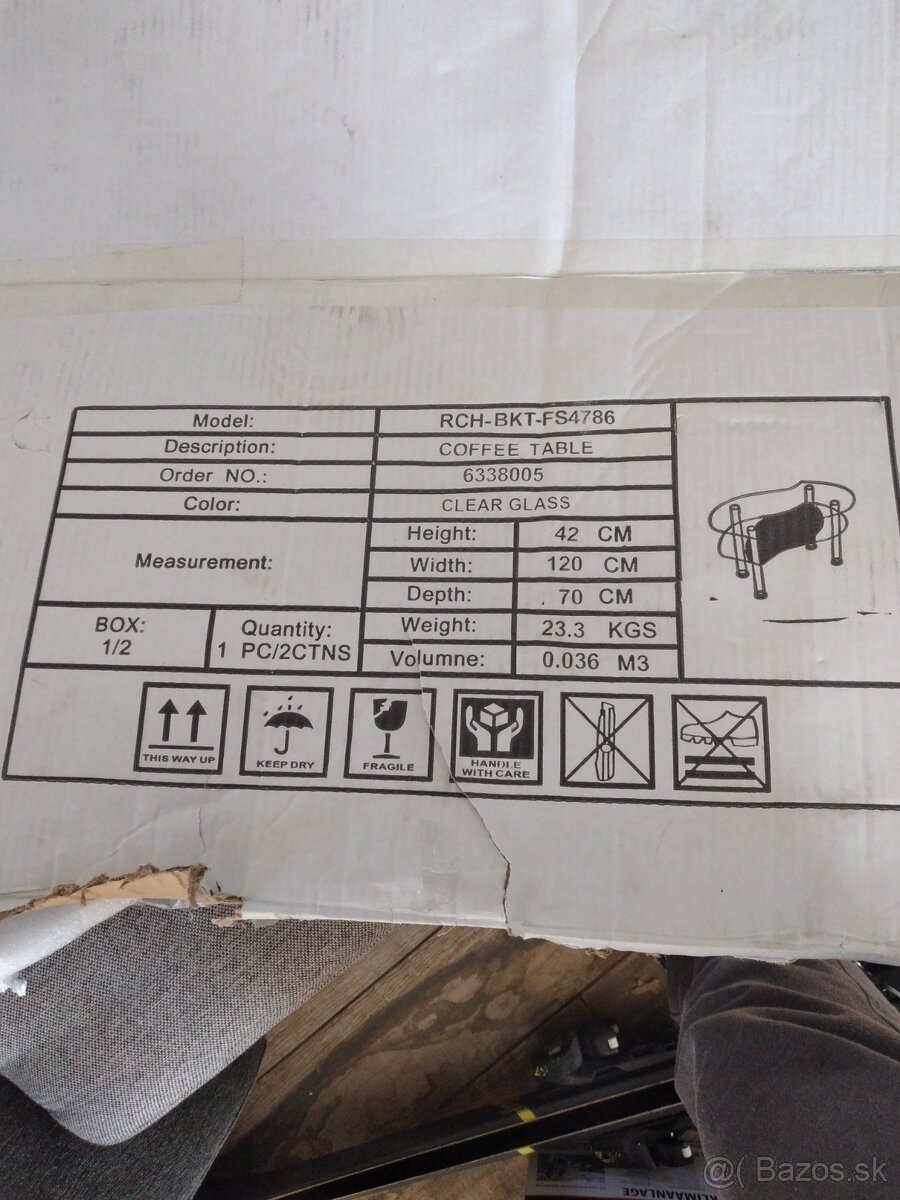 Model: RCH-BKT-FS4786
Description: COFFEE TABLE
Order NO.: 6338005
Color: CLEAR GLASS
Measurement:
Height: 42 CM
Width: 120 CM
Depth: 70 CM
Weight: 23.3 KGS
Volumne: 0.036 M3
BOX:
1/2
Quantity:
1 PC/2CTNS
THIS WAY UP
KEEP DRY
FRAGILE
HANDLE
WITH CARE
KLIMAANLAGE
@( Bazos.sk